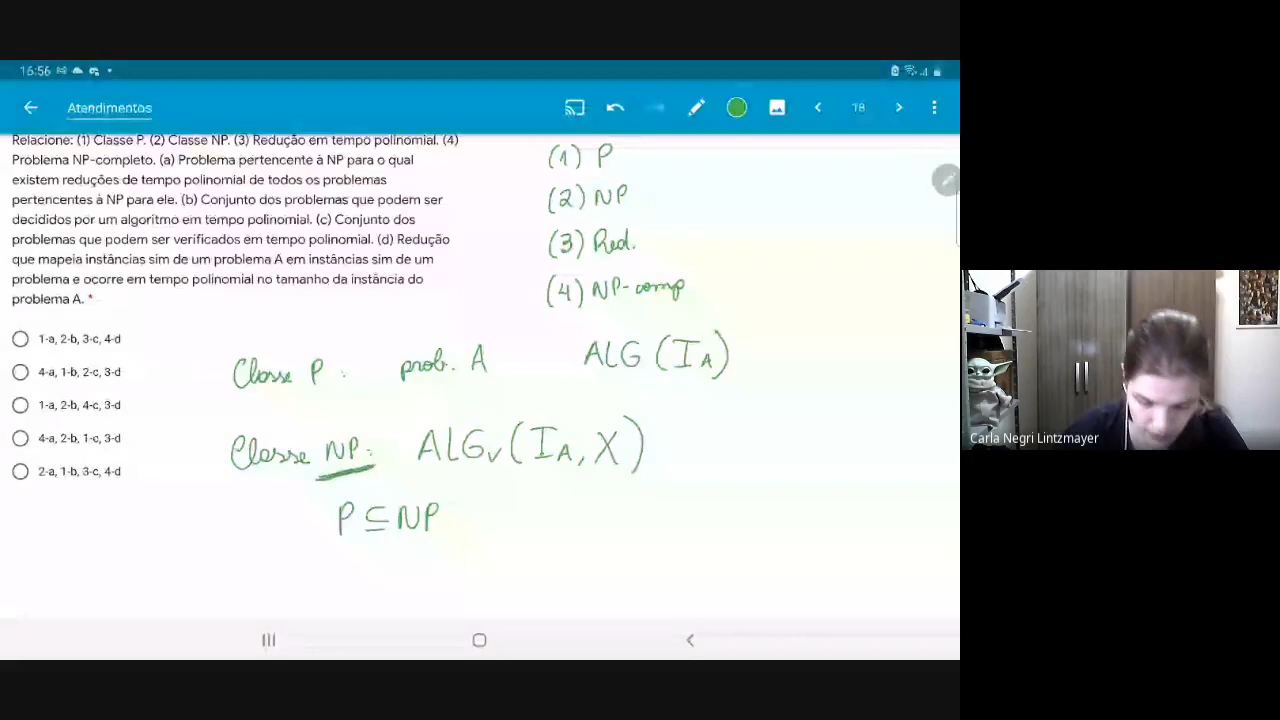 16:56
Atendimentos
18
Relacione: (1) Classe P. (2) Classe NP. (3) Redução em tempo polinomial. (4)
Problema NP-completo. (a) Problema pertencente à NP para o qual
existem reduções de tempo polinomial de todos os problemas
pertencentes à NP para ele. (b) Conjunto dos problemas que podem ser
decididos por um algoritmo em tempo polinomial. (c) Conjunto dos
problemas que podem ser verificados em tempo polinomial. (d) Redução
que mapeia instâncias sim de um problema A em instâncias sim de um
problema e ocorre em tempo polinomial no tamanho da instância do
problema A. *
1-a, 2-b, 3-c, 4-d
4-a, 1-b, 2-c, 3-d
1-a, 2-b, 4-c, 3-d
4-a, 2-b, 1-c, 3-d
2-a, 1-b, 3-c, 4-d
(1) P
(2) NP
(3) Red.
(4) NP-comp
Classe P: prob. A ALG (IA)
Classe NP: ALGv (IA, X)
P ⊆ NP
Carla Negri Lintzmayer